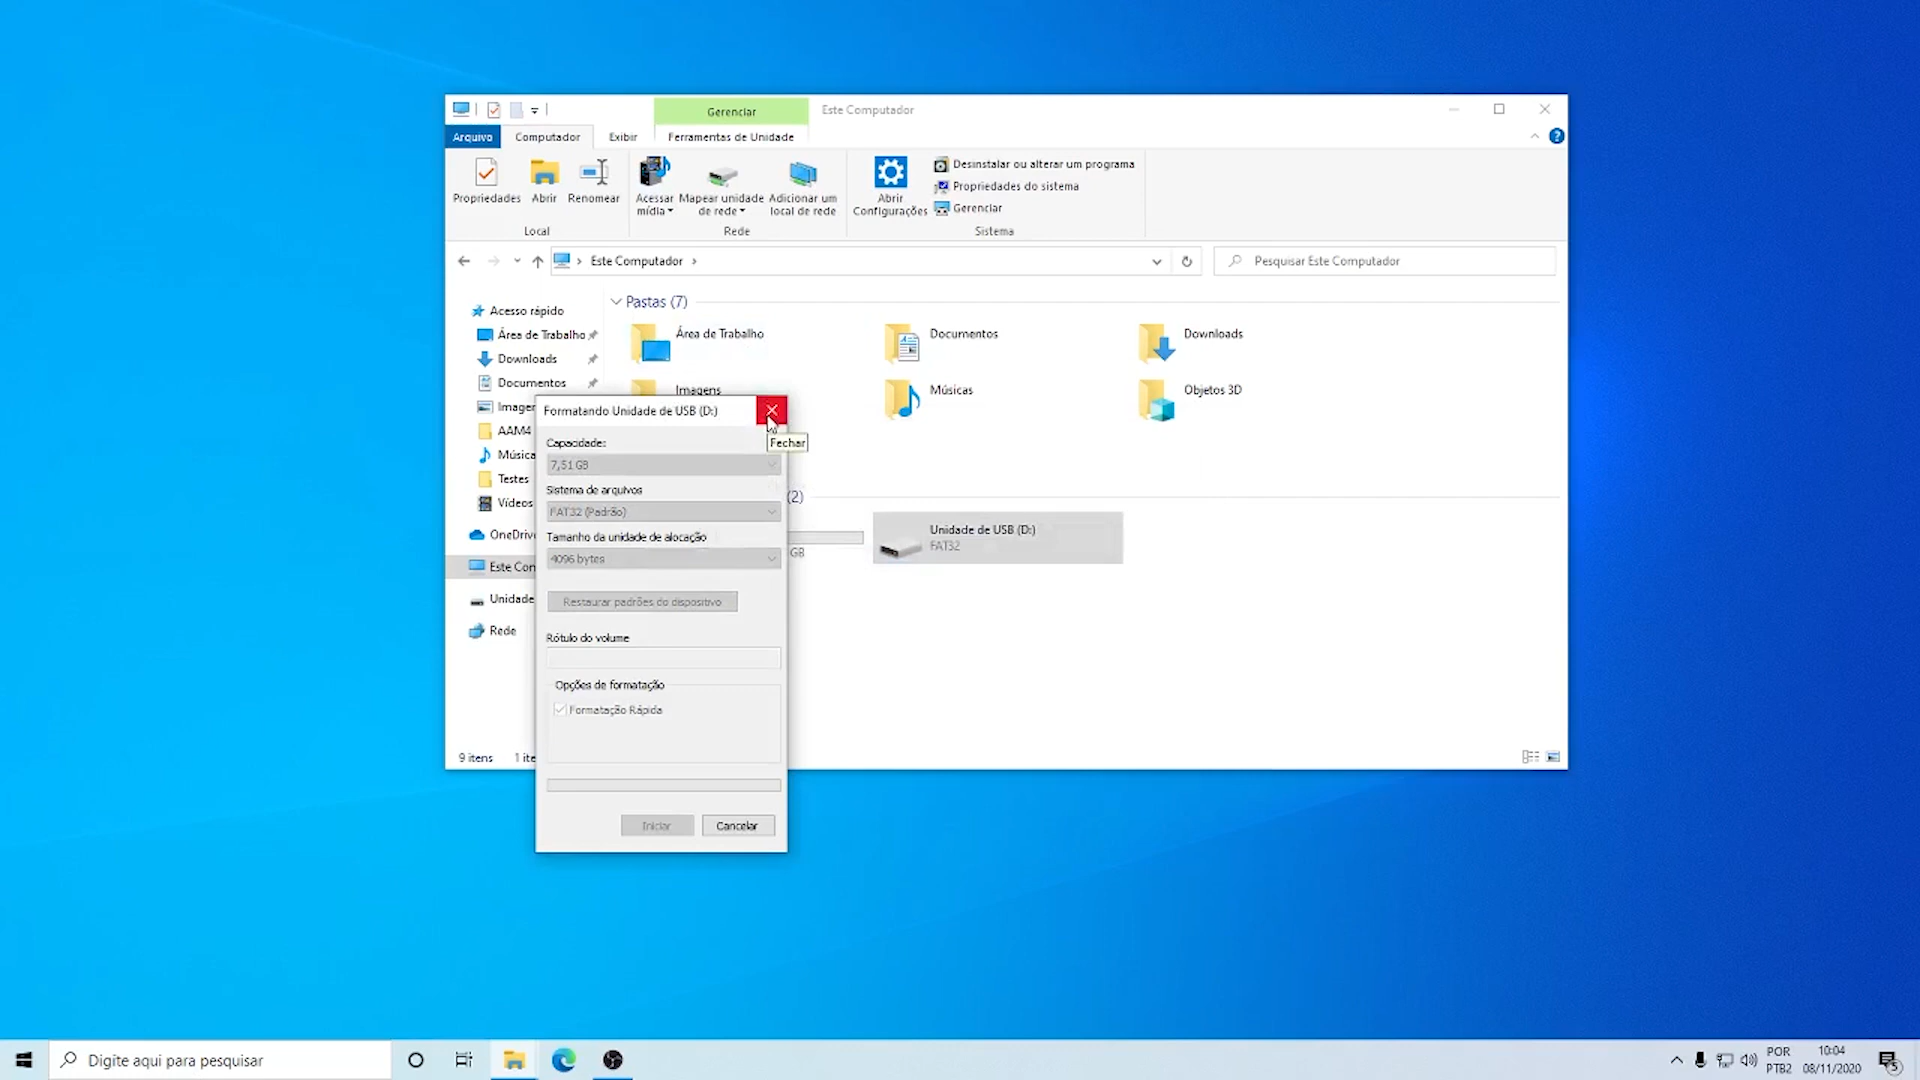 Gerenciar
Este Computador
Arquivo
Computador
Exibir
Ferramentas de Unidade
Propriedades
Abrir
Renomear
Acessar
mídia
Mapear unidade
de rede
Adicionar um
local de rede
Abrir
Configurações
Desinstalar ou alterar um programa
Propriedades do sistema
Gerenciar
Local
Rede
Sistema
Este Computador
Pesquisar Este Computador
Acesso rápido
Área de Trabalho
Downloads
Documentos
Imager
AAM4
Música
Testes
Vídeos
OneDriv
Este Con
Unidade
Rede
Pastas (7)
Área de Trabalho
Documentos
Downloads
Imagens
Músicas
Objetos 3D
(2)
GB
Unidade de USB (D:)
FAT32
Formatando Unidade de USB (D:)
Fechar
Capacidade:
7,51 GB
Sistema de arquivos
FAT32 (Padrão)
Tamanho da unidade de alocação
4096 bytes
Restaurar padrões do dispositivo
Rótulo do volume
Opções de formatação
Formatação Rápida
Iniciar
Cancelar
9 itens
1 ite
Digite aqui para pesquisar
POR
PTB2
10:04
08/11/2020
5